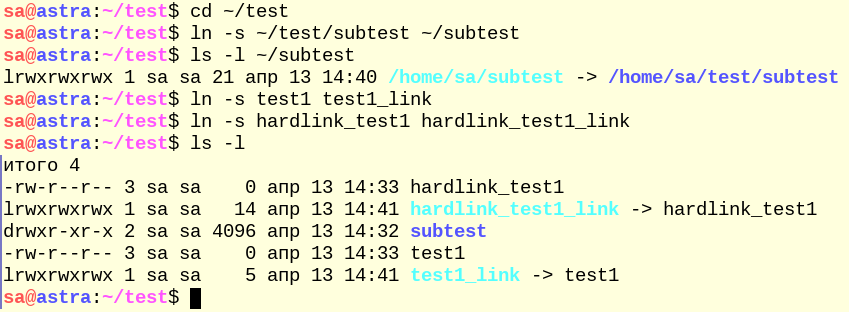 sa@astra:~/test$ cd ~/test
sa@astra:~/test$ ln -s ~/test/subtest ~/subtest
sa@astra:~/test$ ls -l ~/subtest
lrwxrwxrwx 1 sa sa 21 апр 13 14:40 /home/sa/subtest -> /home/sa/test/subtest
sa@astra:~/test$ ln -s test1 test1_link
sa@astra:~/test$ ln -s hardlink_test1 hardlink_test1_link
sa@astra:~/test$ ls -l
итого 4
-rw-r--r-- 3 sa sa    0 апр 13 14:33 hardlink_test1
lrwxrwxrwx 1 sa sa   14 апр 13 14:41 hardlink_test1_link -> hardlink_test1
drwxr-xr-x 2 sa sa 4096 апр 13 14:32 subtest
-rw-r--r-- 3 sa sa    0 апр 13 14:33 test1
lrwxrwxrwx 1 sa sa    5 апр 13 14:41 test1_link -> test1
sa@astra:~/test$